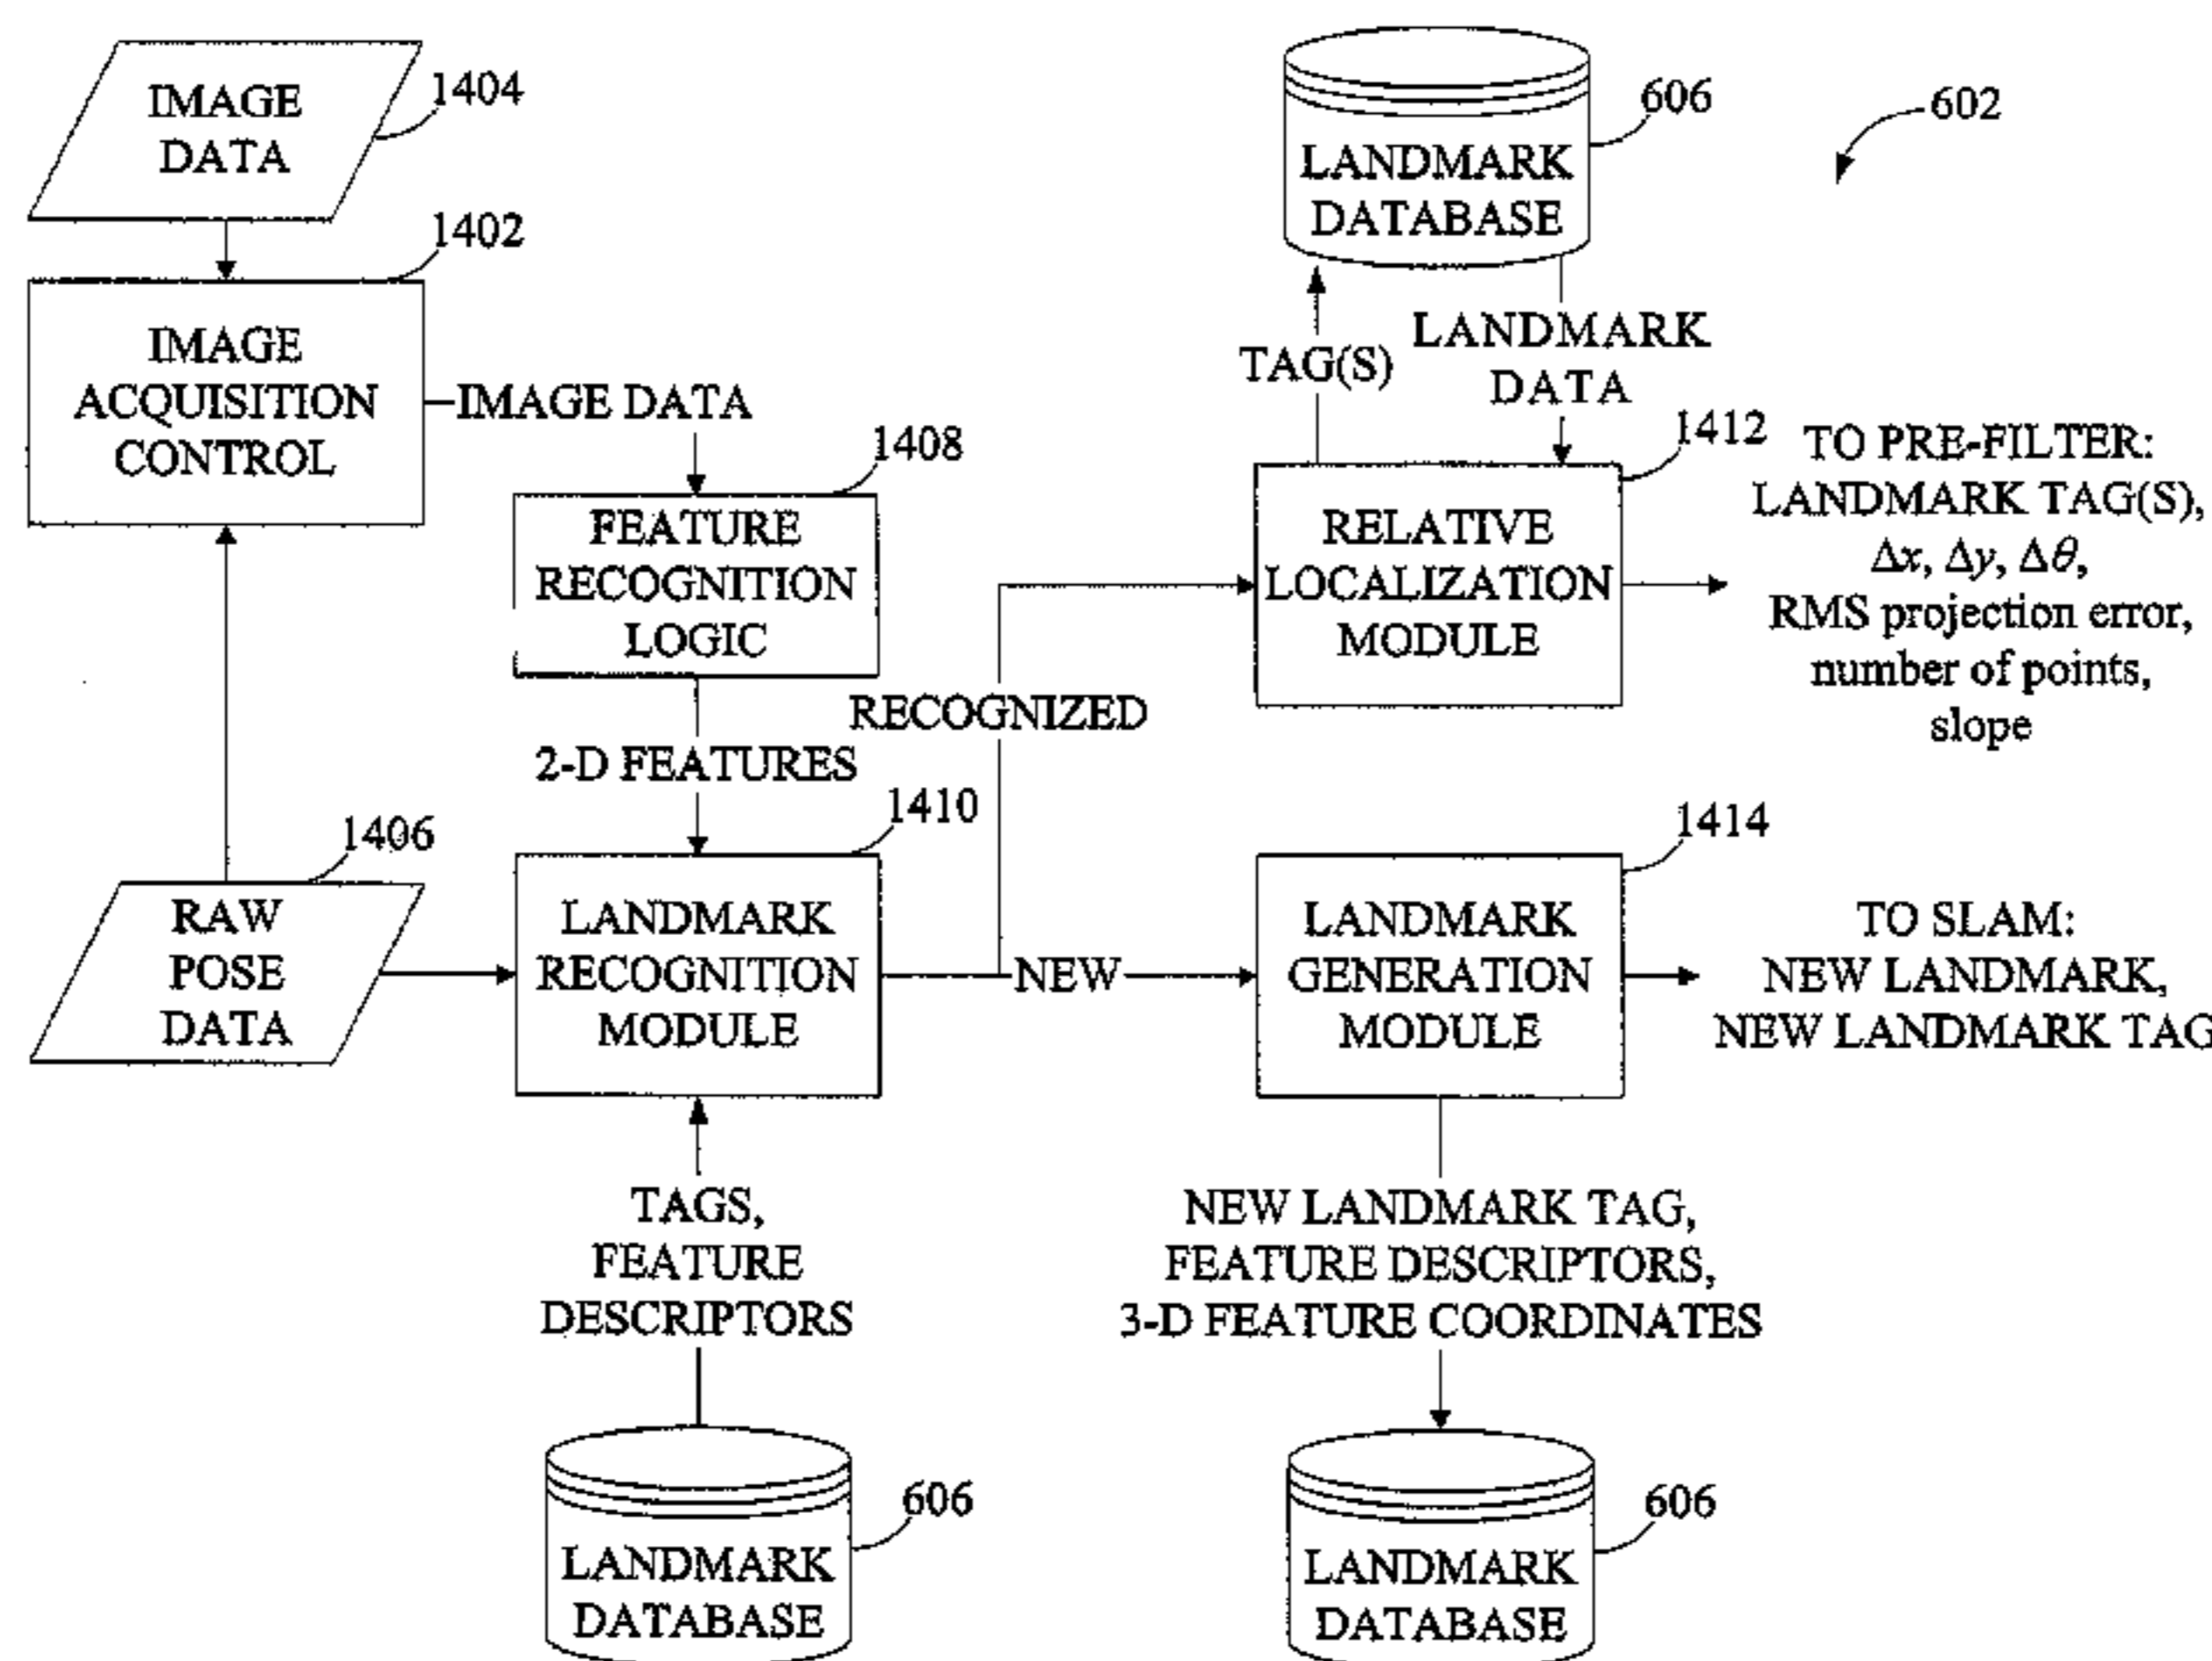 IMAGE
DATA
1404
1402
IMAGE
ACQUISITION
CONTROL
IMAGE DATA
1408
FEATURE
RECOGNITION
LOGIC
2-D FEATURES
1406
RAW
POSE
DATA
1410
LANDMARK
RECOGNITION
MODULE
TAGS,
FEATURE
DESCRIPTORS
606
LANDMARK
DATABASE
RECOGNIZED
NEW
606
LANDMARK
DATABASE
602
TAG(S)
LANDMARK
DATA
1412
RELATIVE
LOCALIZATION
MODULE
TO PRE-FILTER:
LANDMARK TAG(S),
Δx, Δy, Δθ,
RMS projection error,
number of points,
slope
1414
LANDMARK
GENERATION
MODULE
TO SLAM:
NEW LANDMARK,
NEW LANDMARK TAG
NEW LANDMARK TAG,
FEATURE DESCRIPTORS,
3-D FEATURE COORDINATES
606
LANDMARK
DATABASE